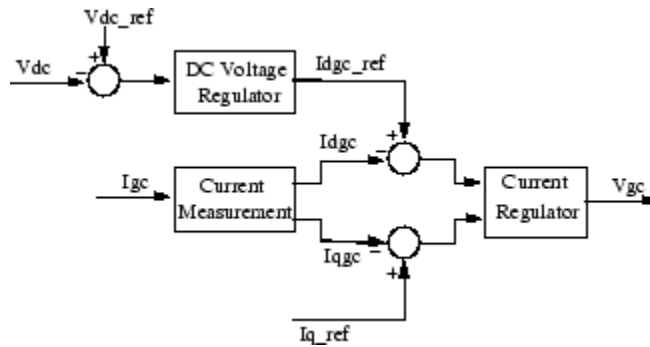 Vdc_ref
Vdc
DC Voltage
Regulator
Idgc_ref
+
−
+
−
Idgc
Igc
Current
Measurement
Current
Regulator
Vgc
Iqgc
−
+
Iq_ref